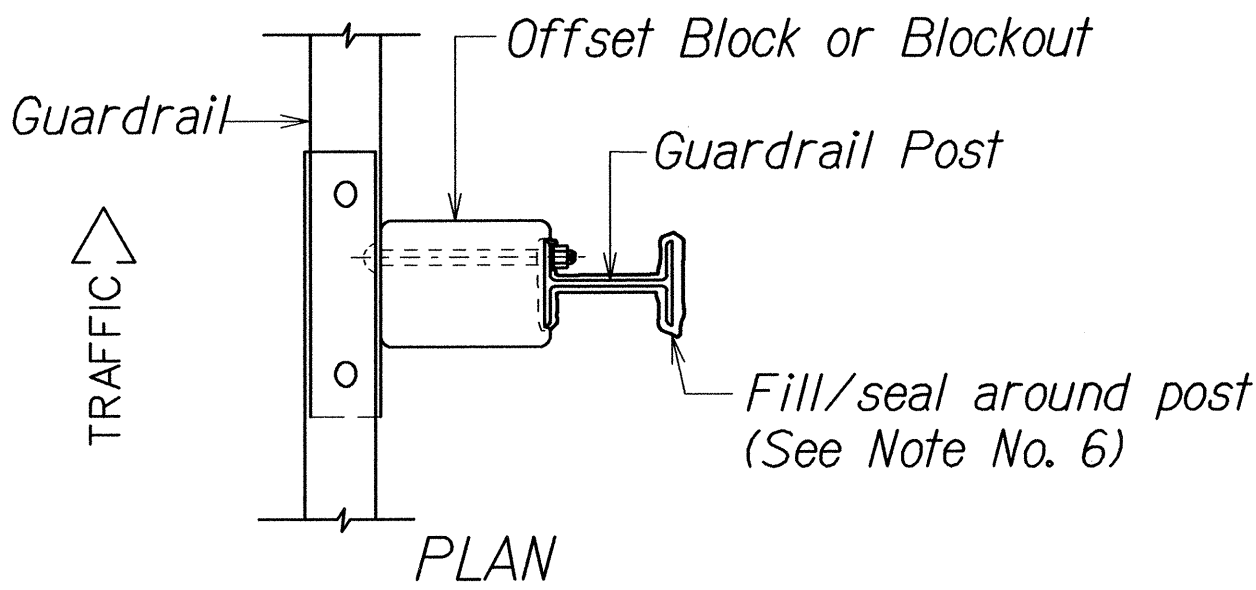 Offset Block or Blockout
Guardrail
Guardrail Post
TRAFFIC
Fill/seal around post
(See Note No. 6)
PLAN